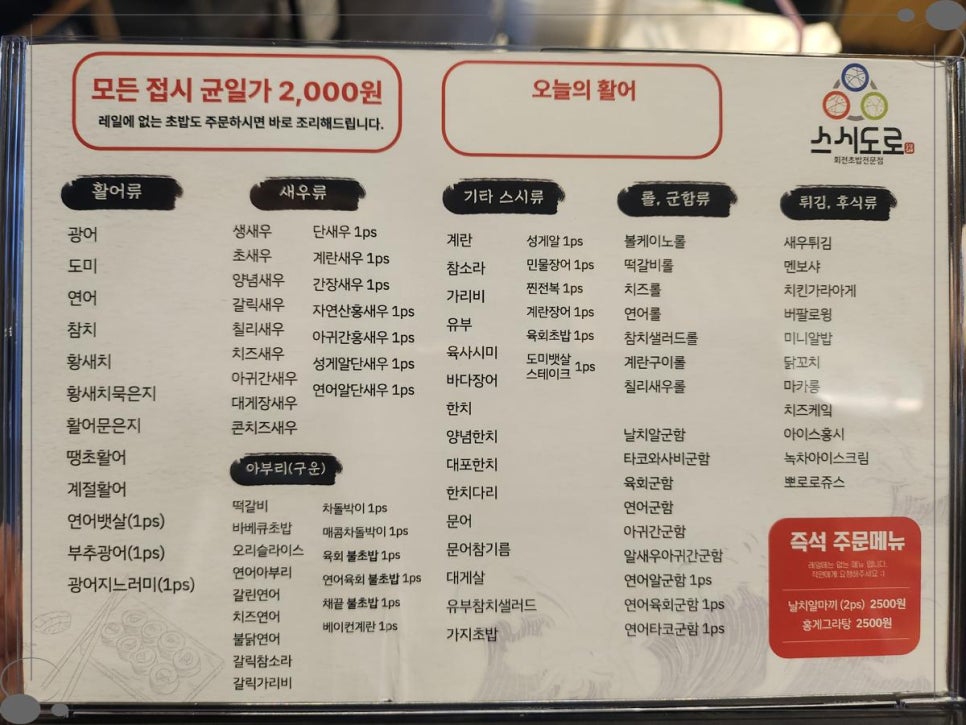 모든 접시 균일가 2,000원
레일에 없는 초밥도 주문하시면 바로 조리해드립니다.
오늘의 활어
스시도로
회전초밥전문점
활어류
광어
도미
연어
참치
황새치
황새치묵은지
활어문은지
땡초활어
계절활어
연어뱃살(1ps)
부추광어(1ps)
광어지느러미(1ps)
새우류
생새우
초새우
양념새우
갈릭새우
칠리새우
치즈새우
아귀간새우
대게장새우
콘치즈새우
단새우 1ps
계란새우 1ps
간장새우 1ps
자연산홍새우 1ps
아귀간홍새우 1ps
성게알단새우 1ps
연어알단새우 1ps
아부리(구운)
떡갈비
바베큐초밥
오리슬라이스
연어아부리
갈린연어
치즈연어
불닭연어
갈릭참소라
갈릭가리비
차돌박이 1ps
매콤차돌박이 1ps
육회 불초밥 1ps
연어육회 불초밥 1ps
채끝 불초밥 1ps
베이컨계란 1ps
기타 스시류
계란
참소라
가리비
유부
육사시미
바다장어
한치
양념한치
대포한치
한치다리
문어
문어참기름
대게살
유부참치샐러드
가지초밥
성게알 1ps
민물장어 1ps
찐전복 1ps
계란장어 1ps
육회초밥 1ps
도미뱃살
스테이크 1ps
롤, 군함류
볼케이노롤
떡갈비롤
치즈롤
연어롤
참치샐러드롤
계란구이롤
칠리새우롤
날치알군함
타코와사비군함
육회군함
연어군함
아귀간군함
알새우아귀간군함
연어알군함 1ps
연어육회군함 1ps
연어타코군함 1ps
튀김, 후식류
새우튀김
멘보샤
치킨가라아게
버팔로윙
미니알밥
닭꼬치
마카롱
치즈케잌
아이스홍시
녹차아이스크림
뽀로로쥬스
즉석 주문메뉴
레일에는 없는 메뉴 입니다.
직원에게 요청해주세요 :)
날치알마끼 (2ps) 2500원
홍게그라탕 2500원